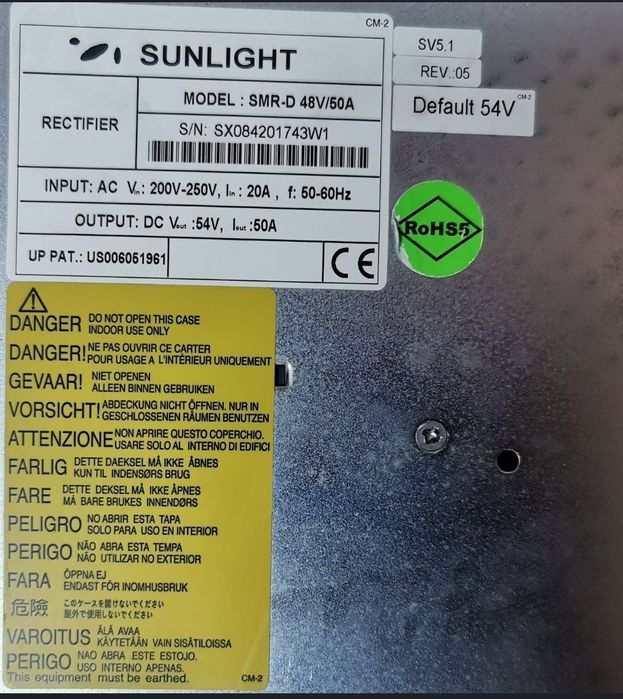 CM-2
SUNLIGHT
RECTIFIER
MODEL : SMR-D 48V/50A
S/N: SX084201743W1
INPUT: AC Vin: 200V-250V, Iin : 20A , f: 50-60Hz
OUTPUT: DC Vout :54V, Iout :50A
UP PAT.: US006051961
CE
SV5.1
REV.:05
CM-2
Default 54V
RoHS5
DANGER DO NOT OPEN THIS CASE
INDOOR USE ONLY
DANGER! NE PAS OUVRIR CE CARTER
POUR USAGE A L'INTÉRIEUR UNIQUEMENT
GEVAAR! NIET OPENEN
ALLEEN BINNEN GEBRUIKEN
VORSICHT! ABDECKUNG NICHT ÖFFNEN. NUR IN
GESCHLOSSENEN RÄUMEN BENUTZEN
ATTENZIONE NON APRIRE QUESTO COPERCHIO.
USARE SOLO AL INTERNO DI EDIFICI
FARLIG DETTE DAEKSEL MÅ IKKE ÅBNES
KUN TIL INDENSØRS BRUG
FARE DETTE DEKSEL MÅ IKKE ÅPNES
MÅ BARE BRUKES INNENDØRS
PELIGRO NO ABRIR ESTA TAPA
SOLO PARA USO EN INTERIOR
PERIGO NÃO ABRA ESTA TEMPA
NÃO UTILIZAR NO EXTERIOR
FARA ÖPPNA EJ
ENDAST FÖR INOMHUSBRUK
危険 このケースを開けないでください
屋外で使用しないでください
VAROITUS ÄLÄ AVAA
KÄYTETÄÄN VAIN SISÄTILOISSA
PERIGO NAO ABRA ESTE ESTOJO.
USO INTERNO APENAS.
This equipment must be earthed. CM-2